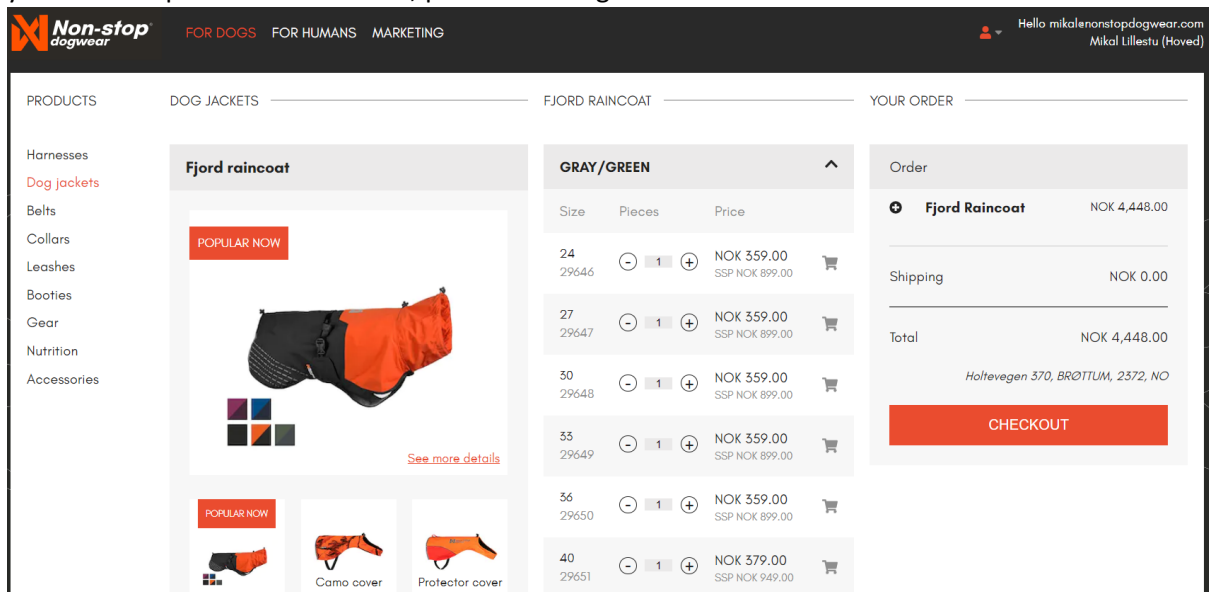 Non-stop
dogwear
FOR DOGS FOR HUMANS MARKETING
Hello mikal@nonstopdogwear.com
Mikal Lillestu (Hoved)
PRODUCTS
Harnesses
Dog jackets
Belts
Collars
Leashes
Booties
Gear
Nutrition
Accessories
DOG JACKETS
Fjord raincoat
POPULAR NOW
See more details
POPULAR NOW
Camo cover
Protector cover
FJORD RAINCOAT
GRAY/GREEN
Size Pieces Price
24 - 1 + NOK 359.00
29646 SSP NOK 899.00
27 - 1 + NOK 359.00
29647 SSP NOK 899.00
30 - 1 + NOK 359.00
29648 SSP NOK 899.00
33 - 1 + NOK 359.00
29649 SSP NOK 899.00
36 - 1 + NOK 359.00
29650 SSP NOK 899.00
40 - 1 + NOK 379.00
29651 SSP NOK 949.00
YOUR ORDER
Order
Fjord Raincoat NOK 4,448.00
Shipping NOK 0.00
Total NOK 4,448.00
Holtevegen 370, BRØTTUM, 2372, NO
CHECKOUT